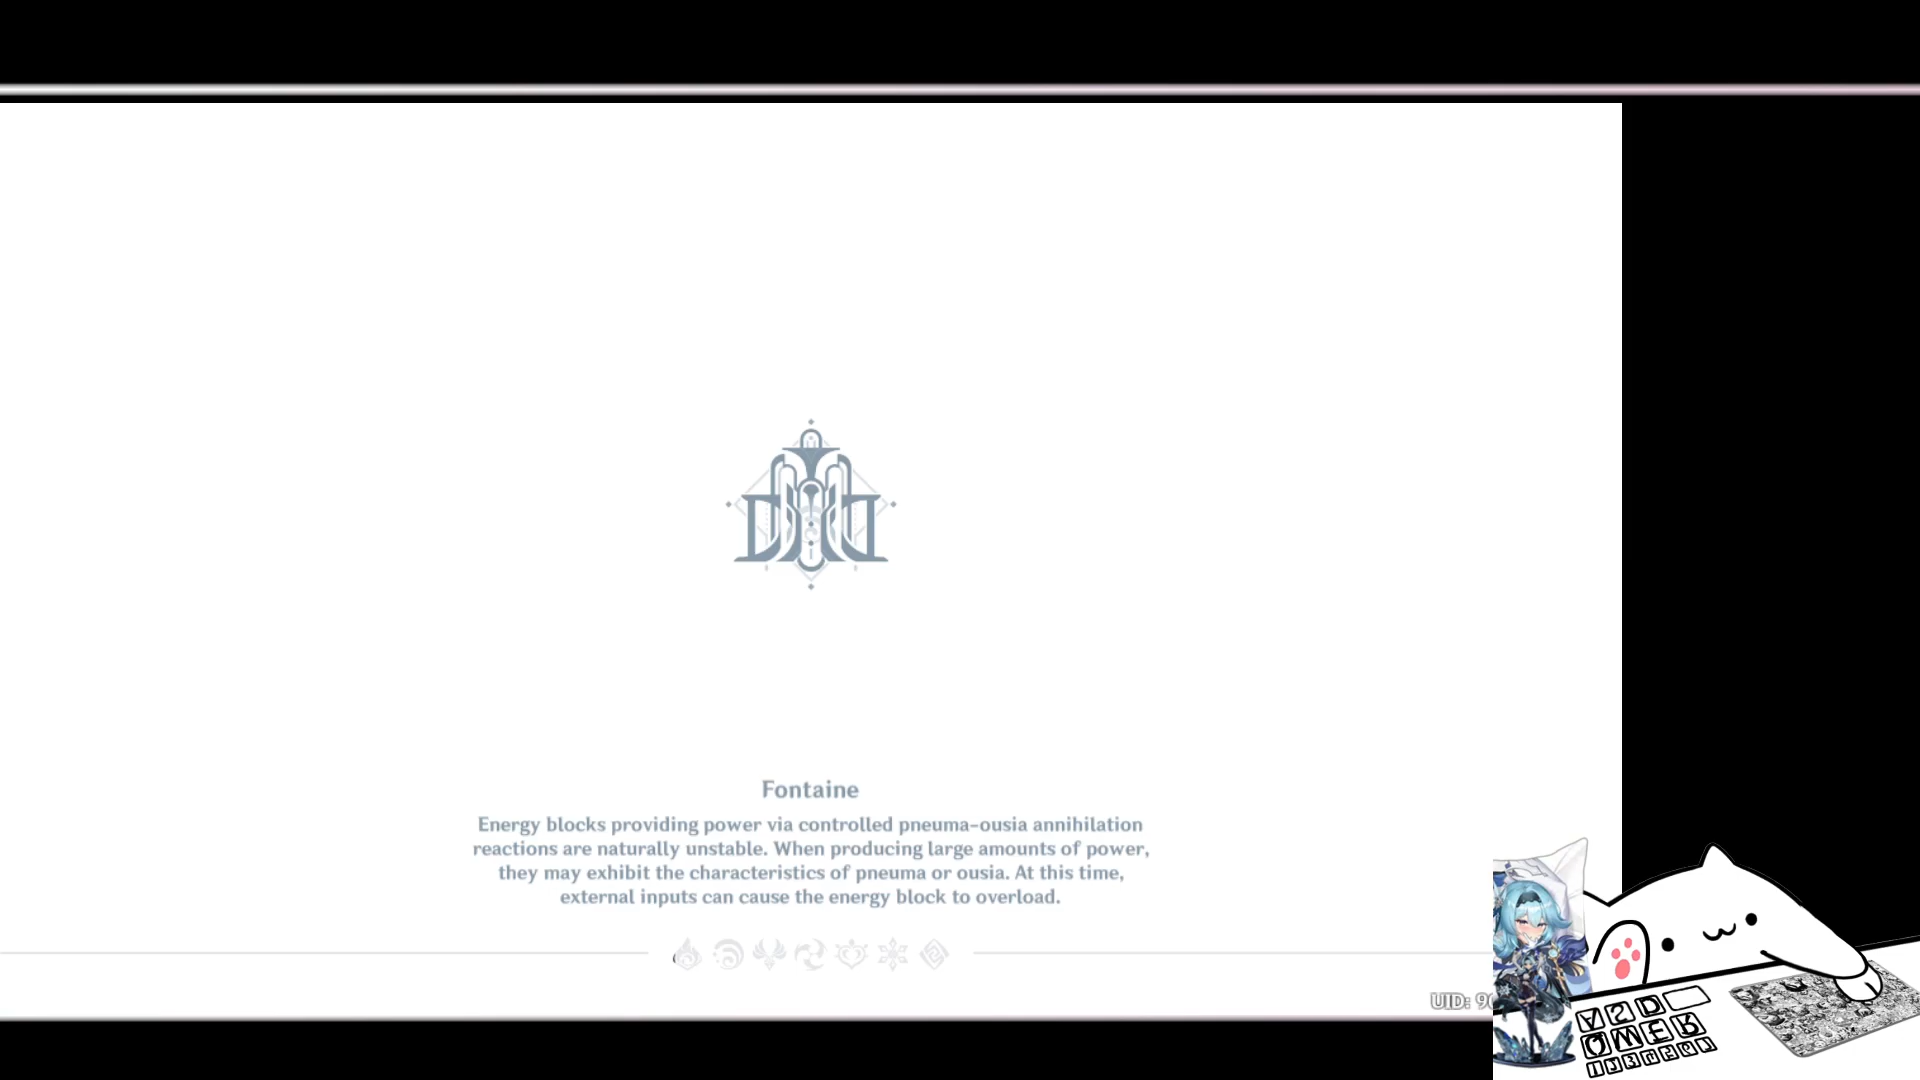 Fontaine
Energy blocks providing power via controlled pneuma-ousia annihilation
reactions are naturally unstable. When producing large amounts of power,
they may exhibit the characteristics of pneuma or ousia. At this time,
external inputs can cause the energy block to overload.
UID: 9
A S D
Q W E R